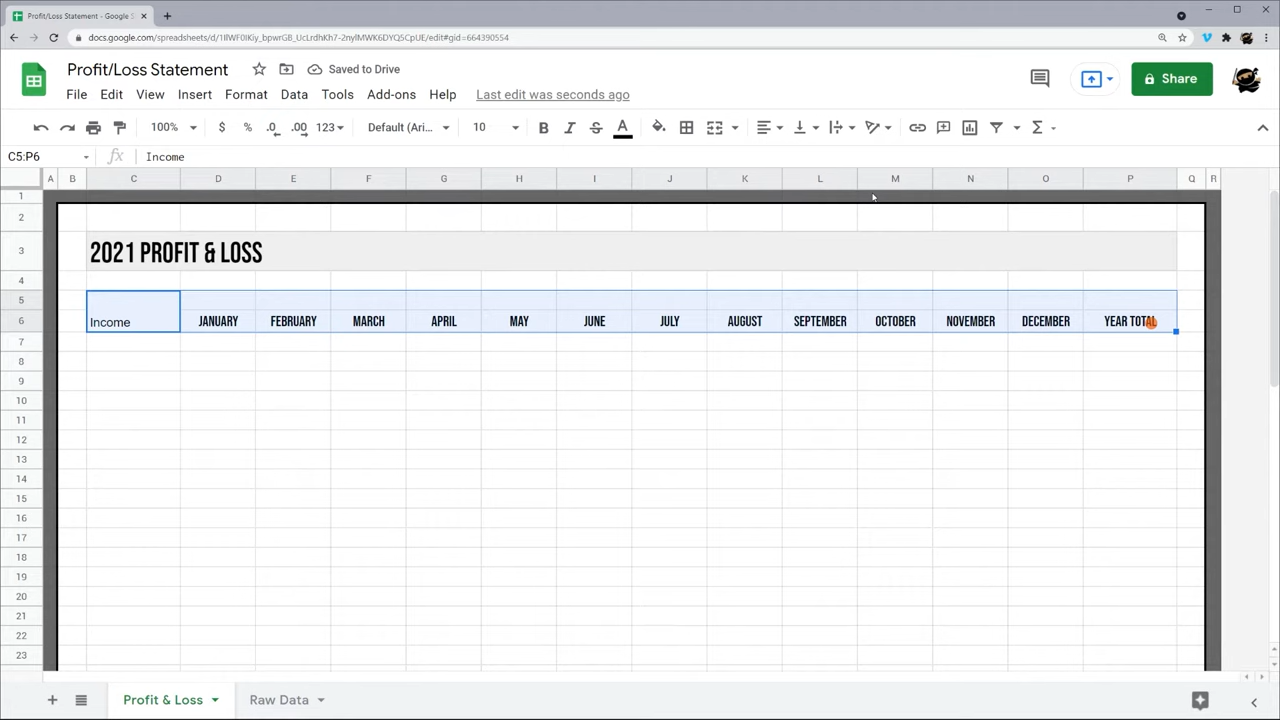 Profit/Loss Statement - Google S
docs.google.com/spreadsheets/d/1IlWF0IKiy_bpwrGB_UcLrdhKh7-2nylMWK6DYQ5CpUE/edit#gid=664390554
Profit/Loss Statement
Saved to Drive
Share
File Edit View Insert Format Data Tools Add-ons Help Last edit was seconds ago
100% $ % .0 .00 123 Default (Ari... 10 B I S A
C5:P6 fx Income
A B C D E F G H I J K L M N O P Q R
1
2
3 2021 PROFIT & LOSS
4
5
6 Income JANUARY FEBRUARY MARCH APRIL MAY JUNE JULY AUGUST SEPTEMBER OCTOBER NOVEMBER DECEMBER YEAR TOTAL
7
8
9
10
11
12
13
14
15
16
17
18
19
20
21
22
23
Profit & Loss Raw Data